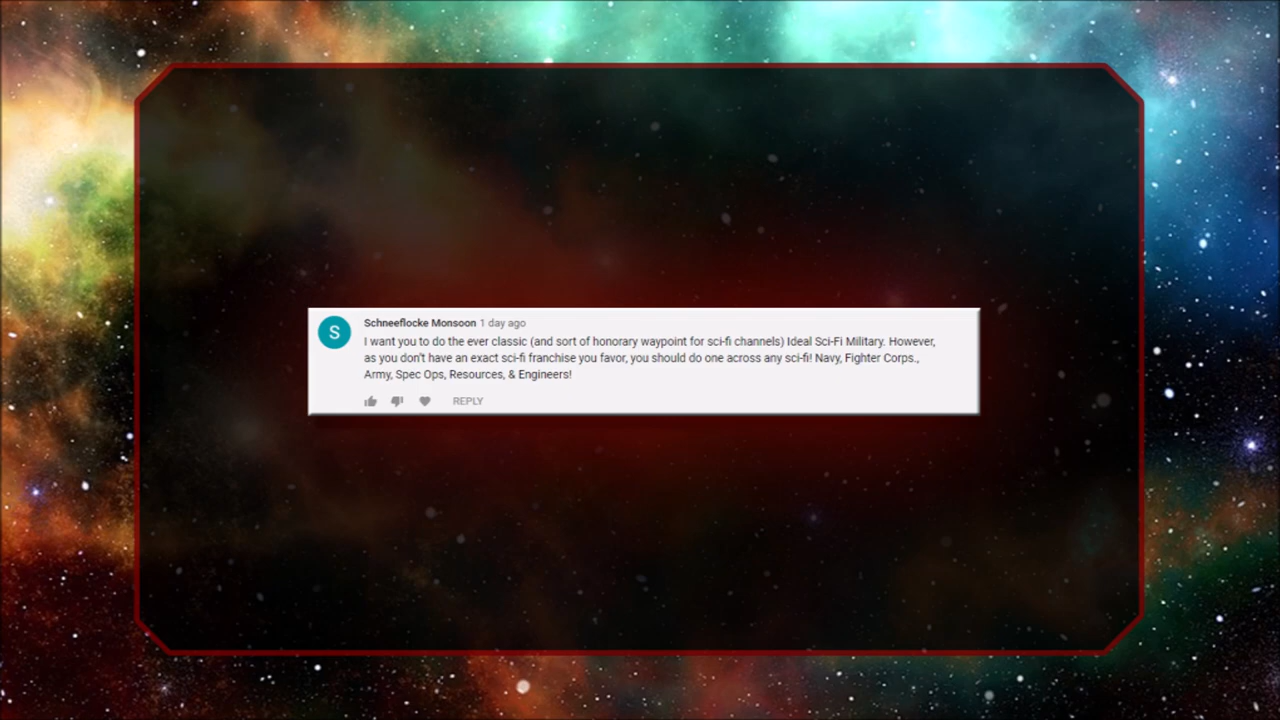 S
Schneeflocke Monsoon 1 day ago
I want you to do the ever classic (and sort of honorary waypoint for sci-fi channels) Ideal Sci-Fi Military. However,
as you don't have an exact sci-fi franchise you favor, you should do one across any sci-fi! Navy, Fighter Corps.,
Army, Spec Ops, Resources, & Engineers!
REPLY